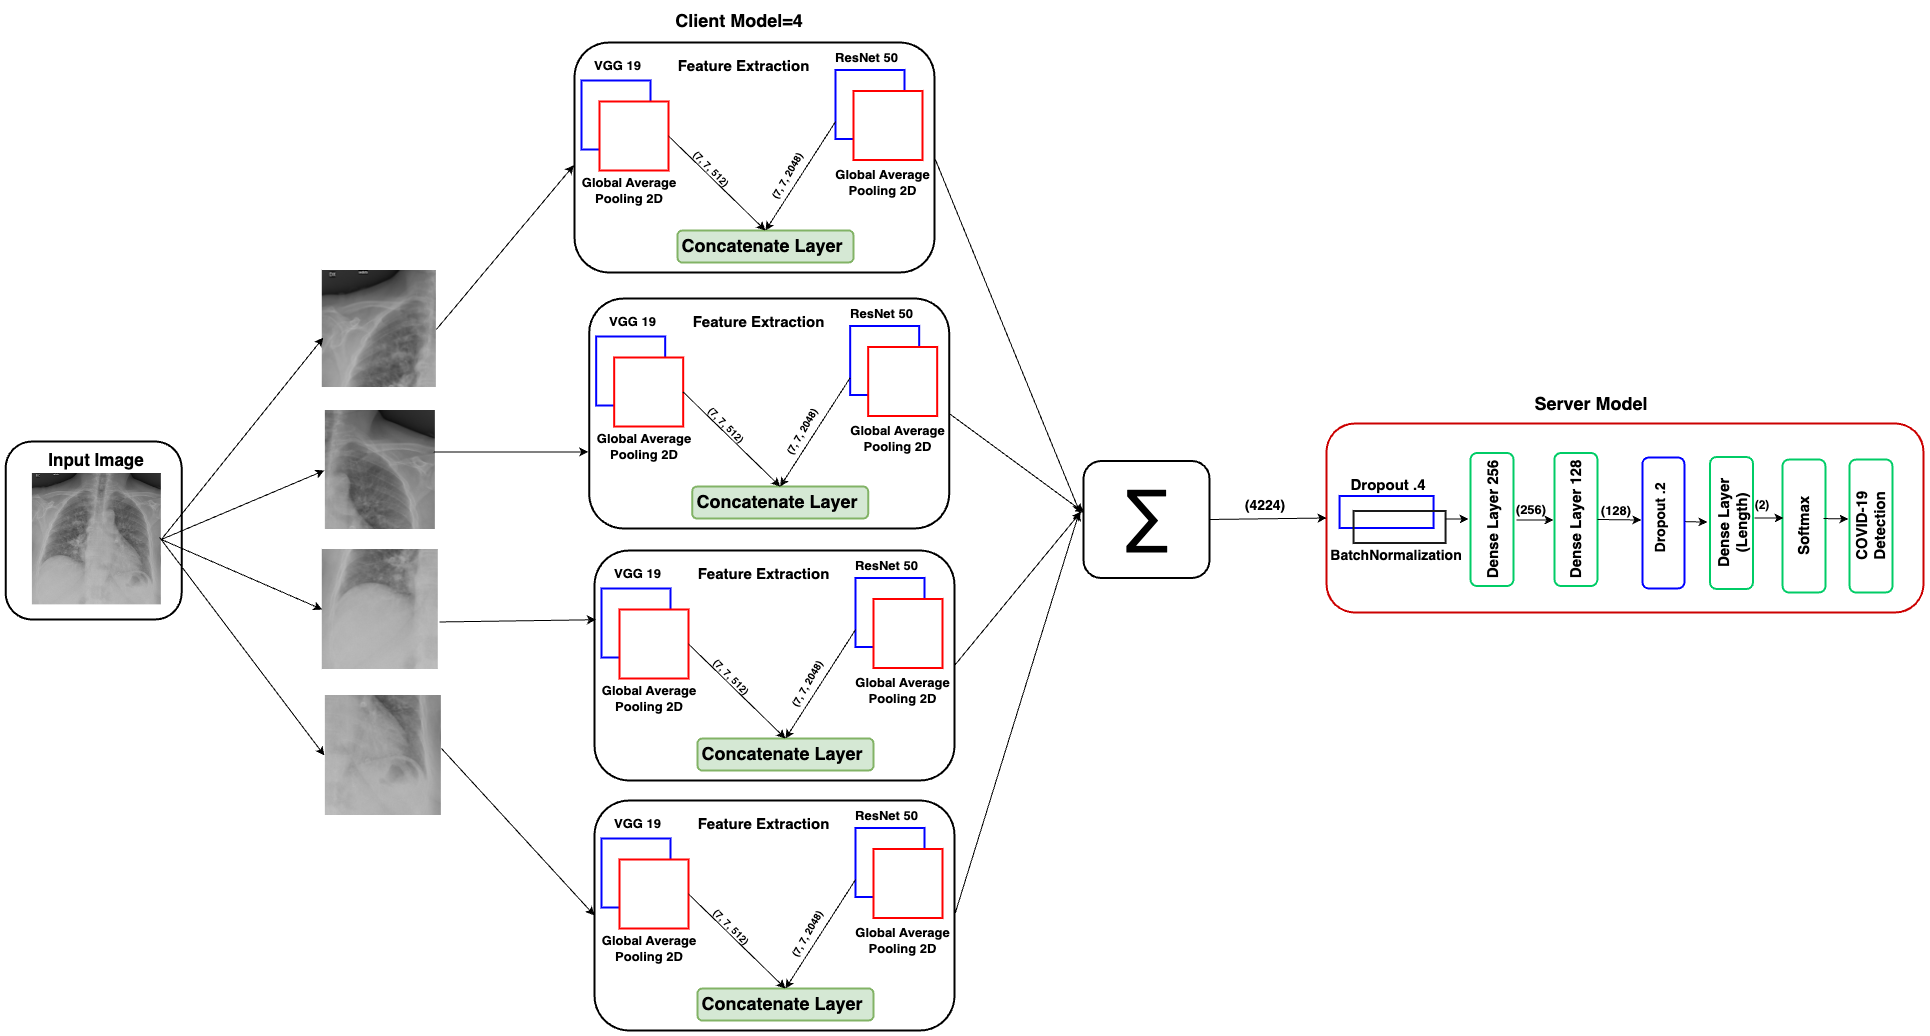 Client Model=4
VGG 19
Feature Extraction
ResNet 50
(7, 7, 512)
(7, 7, 2048)
Global Average
Pooling 2D
Global Average
Pooling 2D
Concatenate Layer
VGG 19
Feature Extraction
ResNet 50
(7, 7, 512)
(7, 7, 2048)
Global Average
Pooling 2D
Global Average
Pooling 2D
Concatenate Layer
VGG 19
Feature Extraction
ResNet 50
(7, 7, 512)
(7, 7, 2048)
Global Average
Pooling 2D
Global Average
Pooling 2D
Concatenate Layer
VGG 19
Feature Extraction
ResNet 50
(7, 7, 512)
(7, 7, 2048)
Global Average
Pooling 2D
Global Average
Pooling 2D
Concatenate Layer
Input Image
Σ
(4224)
Server Model
Dropout .4
BatchNormalization
Dense Layer 256
(256)
Dense Layer 128
(128)
Dropout .2
Dense Layer
(Length)
(2)
Softmax
COVID-19
Detection